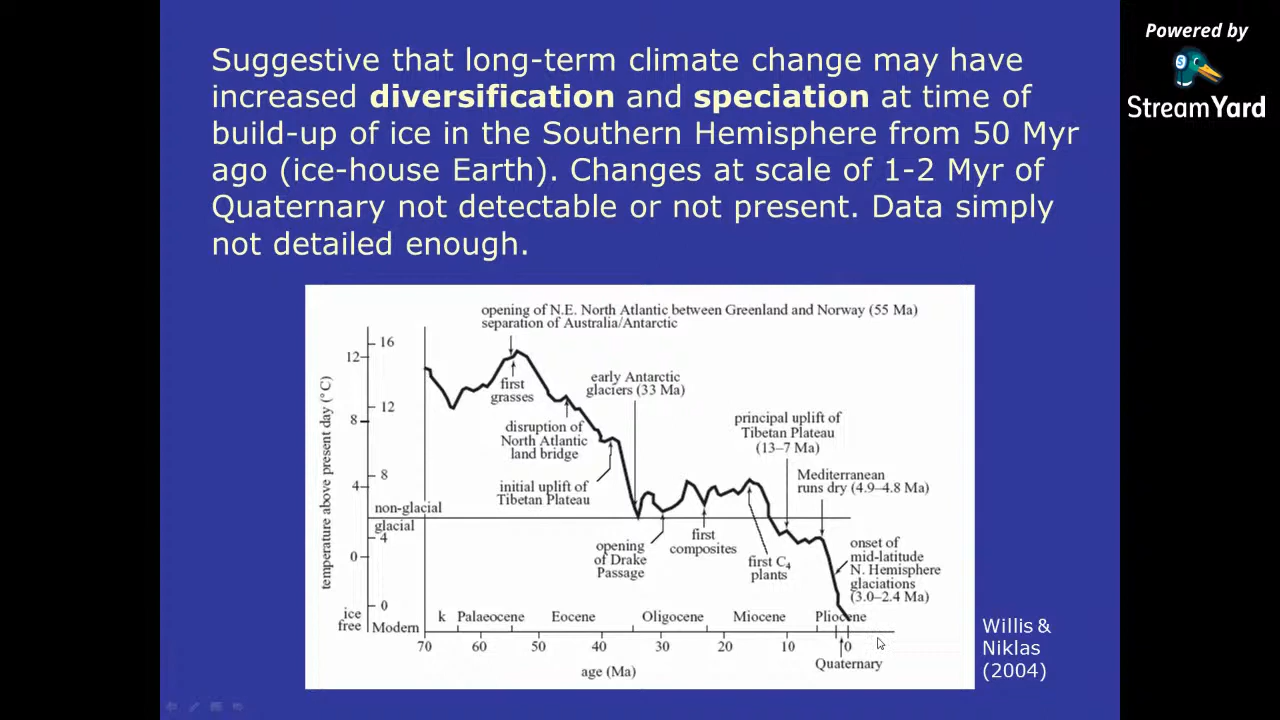 Suggestive that long-term climate change may have
increased diversification and speciation at time of
build-up of ice in the Southern Hemisphere from 50 Myr
ago (ice-house Earth). Changes at scale of 1-2 Myr of
Quaternary not detectable or not present. Data simply
not detailed enough.
Powered by
StreamYard
opening of N.E. North Atlantic between Greenland and Norway (55 Ma)
separation of Australia/Antarctic
temperature above present day (°C)
12
8
4
0
ice
free
16
12
8
4
0
Modern
non-glacial
glacial
first
grasses
early Antarctic
glaciers (33 Ma)
disruption of
North Atlantic
land bridge
initial uplift of
Tibetan Plateau
principal uplift of
Tibetan Plateau
(13–7 Ma)
Mediterranean
runs dry (4.9–4.8 Ma)
opening
of Drake
Passage
first
composites
first C4
plants
onset of
mid-latitude
N. Hemisphere
glaciations
(3.0–2.4 Ma)
k Palaeocene Eocene Oligocene Miocene Pliocene
70 60 50 40 30 20 10 0
Quaternary
age (Ma)
Willis &
Niklas
(2004)